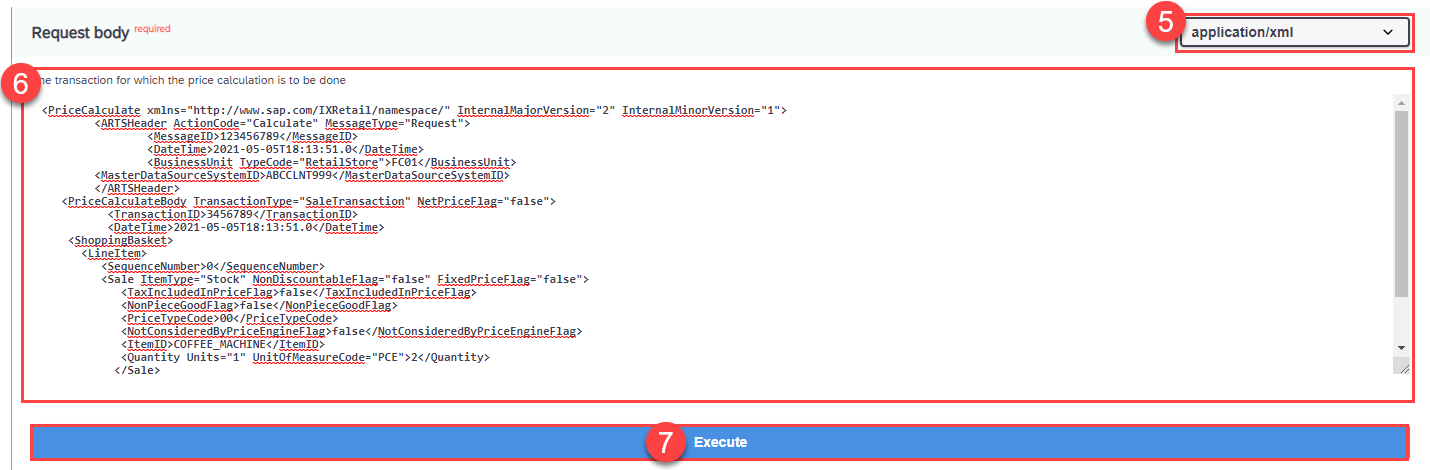 Request body required
5
application/xml
6
he transaction for which the price calculation is to be done
<PriceCalculate xmlns="http://www.sap.com/IXRetail/namespace/" InternalMajorVersion="2" InternalMinorVersion="1">
<ARTSHeader ActionCode="Calculate" MessageType="Request">
<MessageID>123456789</MessageID>
<DateTime>2021-05-05T18:13:51.0</DateTime>
<BusinessUnit TypeCode="RetailStore">FC01</BusinessUnit>
<MasterDataSourceSystemID>ABCCLNT999</MasterDataSourceSystemID>
</ARTSHeader>
<PriceCalculateBody TransactionType="SaleTransaction" NetPriceFlag="false">
<TransactionID>3456789</TransactionID>
<DateTime>2021-05-05T18:13:51.0</DateTime>
<ShoppingBasket>
<LineItem>
<SequenceNumber>0</SequenceNumber>
<Sale ItemType="Stock" NonDiscountableFlag="false" FixedPriceFlag="false">
<TaxIncludedInPriceFlag>false</TaxIncludedInPriceFlag>
<NonPieceGoodFlag>false</NonPieceGoodFlag>
<PriceTypeCode>00</PriceTypeCode>
<NotConsideredByPriceEngineFlag>false</NotConsideredByPriceEngineFlag>
<ItemID>COFFEE_MACHINE</ItemID>
<Quantity Units="1" UnitOfMeasureCode="PCE">2</Quantity>
</Sale>
7
Execute